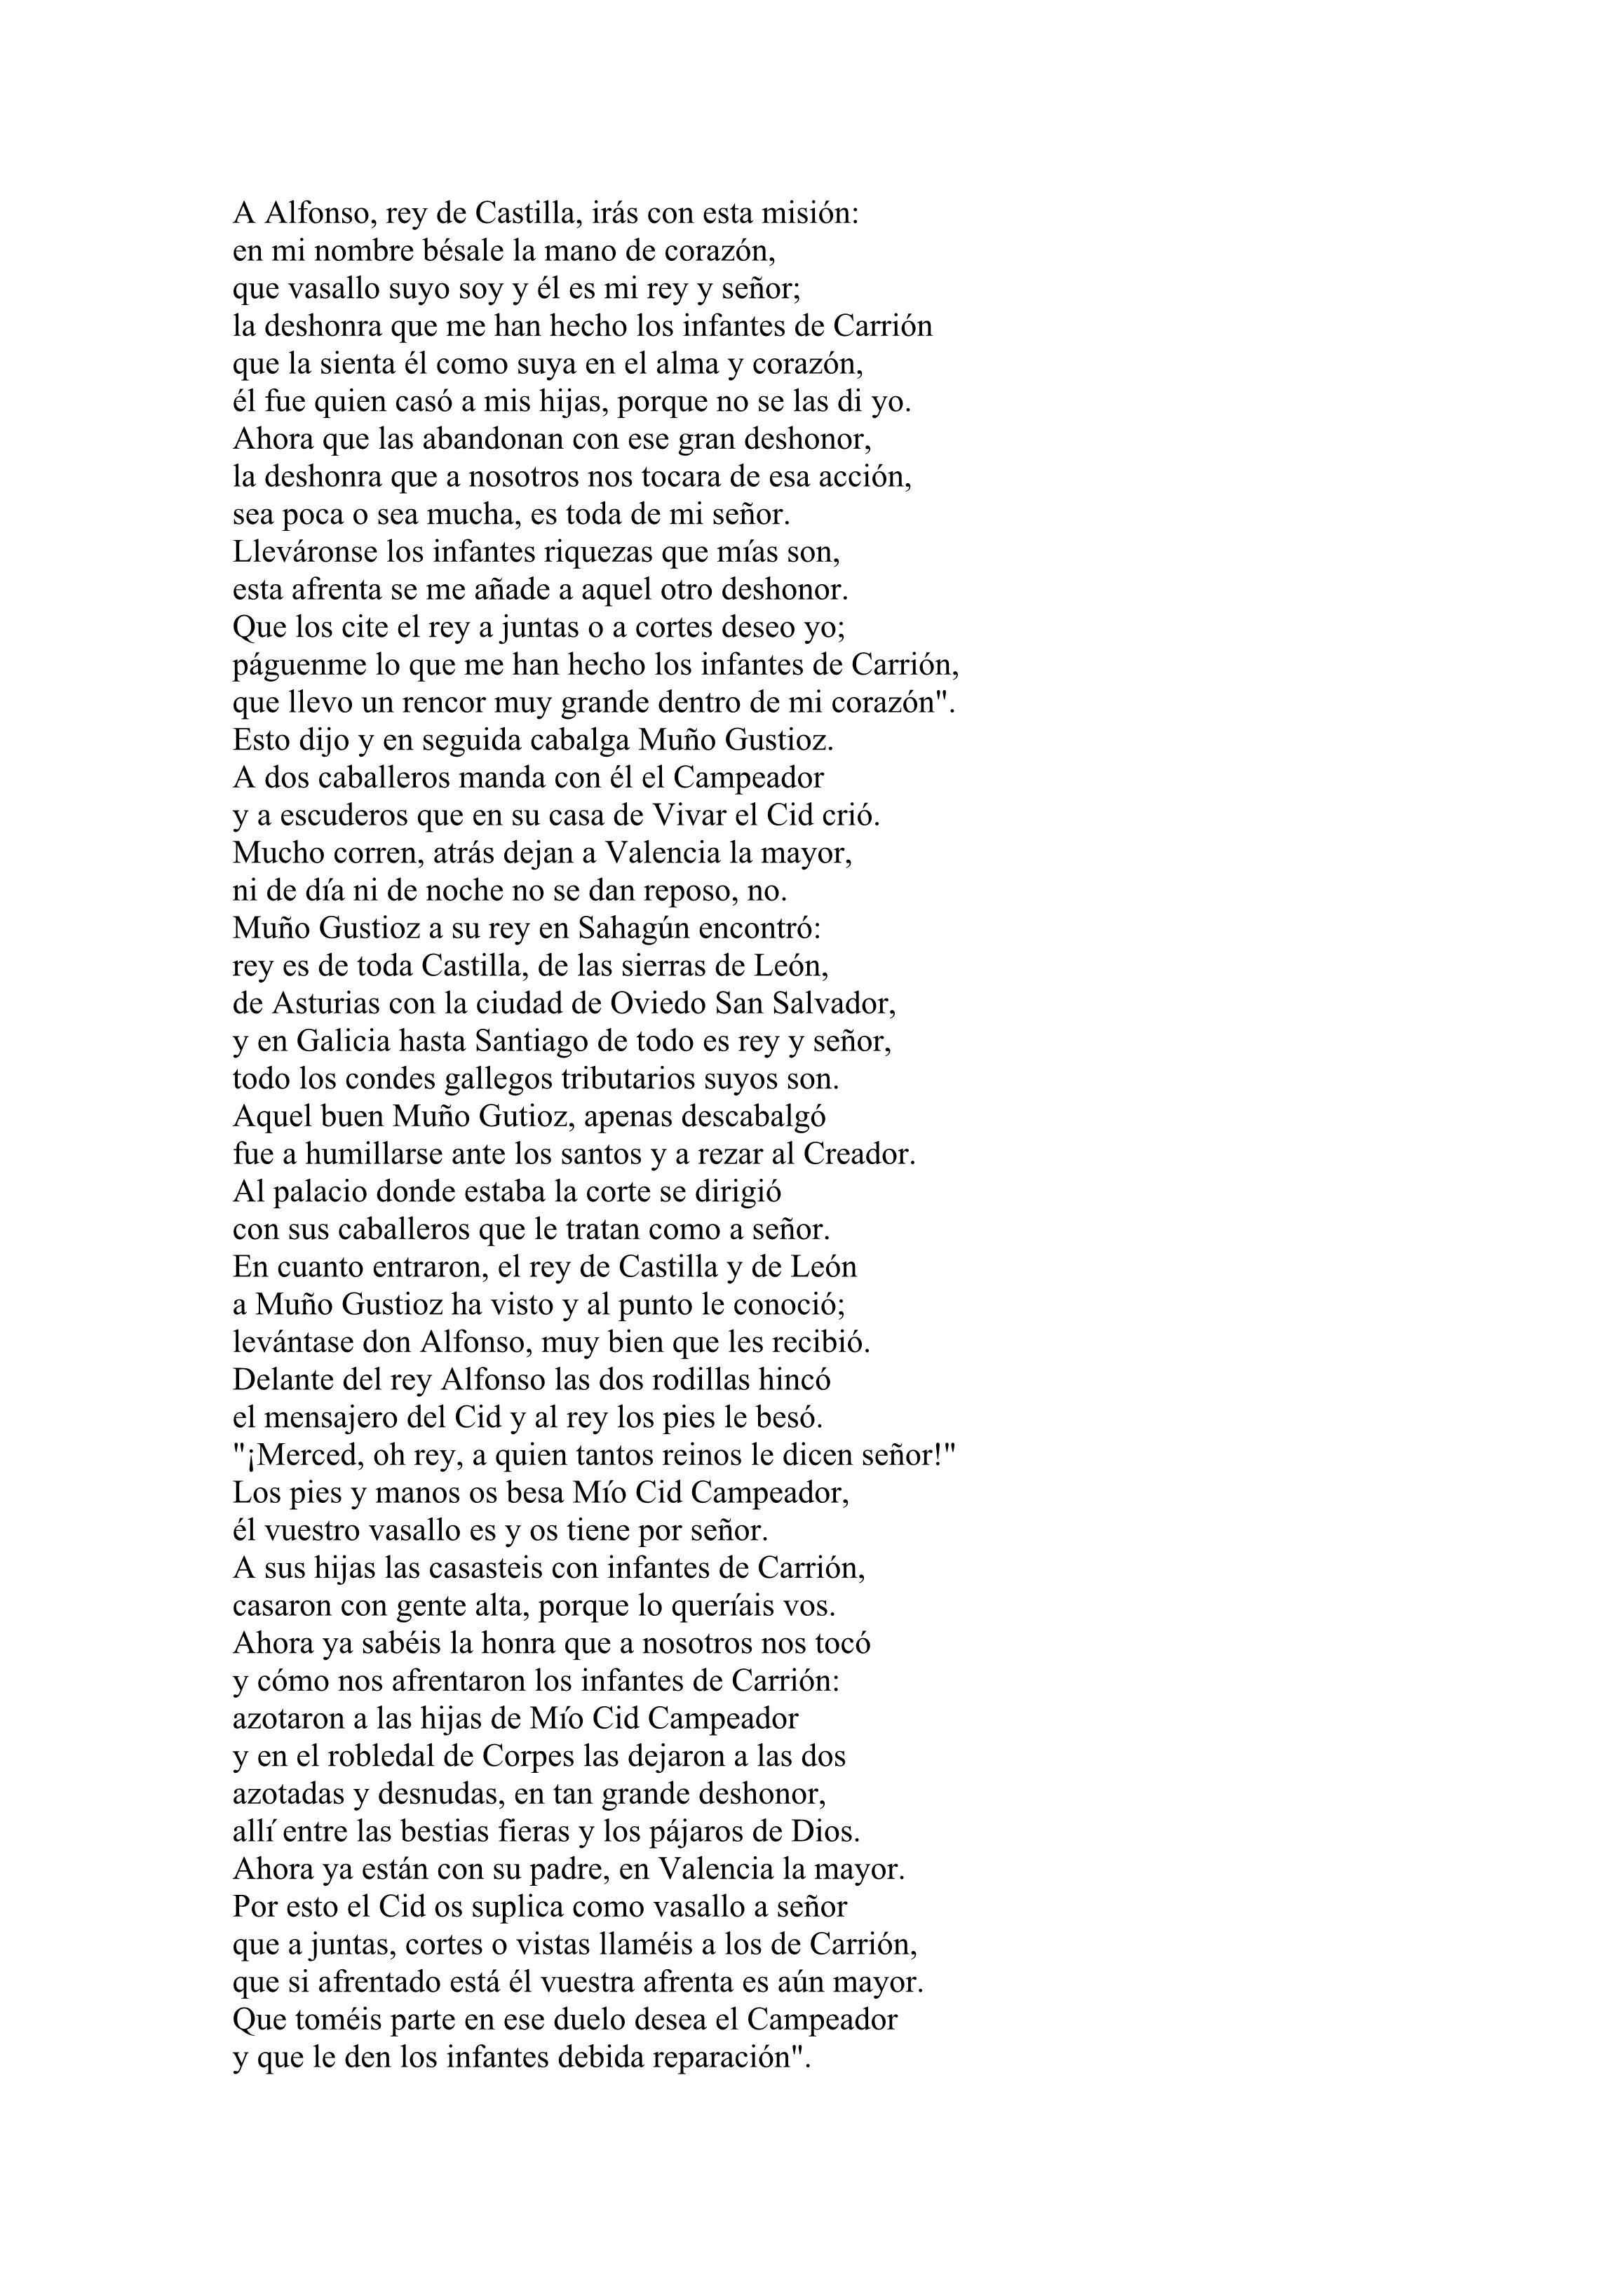 A Alfonso, rey de Castilla, irás con esta misión:
en mi nombre bésale la mano de corazón,
que vasallo suyo soy y él es mi rey y señor;
la deshonra que me han hecho los infantes de Carrión
que la sienta él como suya en el alma y corazón,
él fue quien casó a mis hijas, porque no se las di yo.
Ahora que las abandonan con ese gran deshonor,
la deshonra que a nosotros nos tocara de esa acción,
sea poca o sea mucha, es toda de mi señor.
Lleváronse los infantes riquezas que mías son,
esta afrenta se me añade a aquel otro deshonor.
Que los cite el rey a juntas o a cortes deseo yo;
páguenme lo que me han hecho los infantes de Carrión,
que llevo un rencor muy grande dentro de mi corazón".
Esto dijo y en seguida cabalga Muño Gustioz.
A dos caballeros manda con él el Campeador
y a escuderos que en su casa de Vivar el Cid crió.
Mucho corren, atrás dejan a Valencia la mayor,
ni de día ni de noche no se dan reposo, no.
Muño Gustioz a su rey en Sahagún encontró:
rey es de toda Castilla, de las sierras de León,
de Asturias con la ciudad de Oviedo San Salvador,
y en Galicia hasta Santiago de todo es rey y señor,
todo los condes gallegos tributarios suyos son.
Aquel buen Muño Gutioz, apenas descabalgó
fue a humillarse ante los santos y a rezar al Creador.
Al palacio donde estaba la corte se dirigió
con sus caballeros que le tratan como a señor.
En cuanto entraron, el rey de Castilla y de León
a Muño Gustioz ha visto y al punto le conoció;
levántase don Alfonso, muy bien que les recibió.
Delante del rey Alfonso las dos rodillas hincó
el mensajero del Cid y al rey los pies le besó.
"¡Merced, oh rey, a quien tantos reinos le dicen señor!"
Los pies y manos os besa Mío Cid Campeador,
él vuestro vasallo es y os tiene por señor.
A sus hijas las casasteis con infantes de Carrión,
casaron con gente alta, porque lo queríais vos.
Ahora ya sabéis la honra que a nosotros nos tocó
y cómo nos afrentaron los infantes de Carrión:
azotaron a las hijas de Mío Cid Campeador
y en el robledal de Corpes las dejaron a las dos
azotadas y desnudas, en tan grande deshonor,
allí entre las bestias fieras y los pájaros de Dios.
Ahora ya están con su padre, en Valencia la mayor.
Por esto el Cid os suplica como vasallo a señor
que a juntas, cortes o vistas llaméis a los de Carrión,
que si afrentado está él vuestra afrenta es aún mayor.
Que toméis parte en ese duelo desea el Campeador
y que le den los infantes debida reparación".